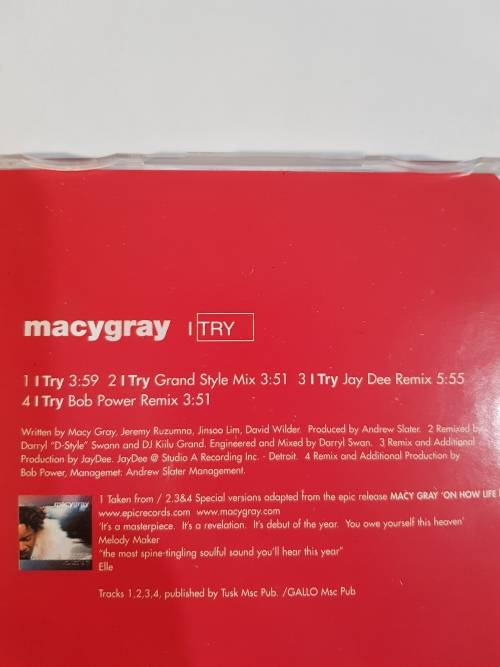 macygray I TRY
1 I Try 3:59 2 I Try Grand Style Mix 3:51 3 I Try Jay Dee Remix 5:55
4 I Try Bob Power Remix 3:51
Written by Macy Gray, Jeremy Ruzumna, Jinsoo Lim, David Wilder. Produced by Andrew Slater. 2 Remixed by
Darryl "D-Style" Swann and DJ Kiilu Grand. Engineered and Mixed by Darryl Swan. 3 Remix and Additional
Production by JayDee. JayDee @ Studio A Recording Inc. - Detroit. 4 Remix and Additional Production by
Bob Power, Managemet: Andrew Slater Management.
macygray
1 Taken from / 2.3&4 Special versions adapted from the epic release MACY GRAY 'ON HOW LIFE
www.epicrecords.com www.macygray.com
'It's a masterpiece. It's a revelation. It's debut of the year. You owe yourself this heaven'
Melody Maker
"the most spine-tingling soulful sound you'll hear this year"
Elle
Tracks 1,2,3,4, published by Tusk Msc Pub. /GALLO Msc Pub